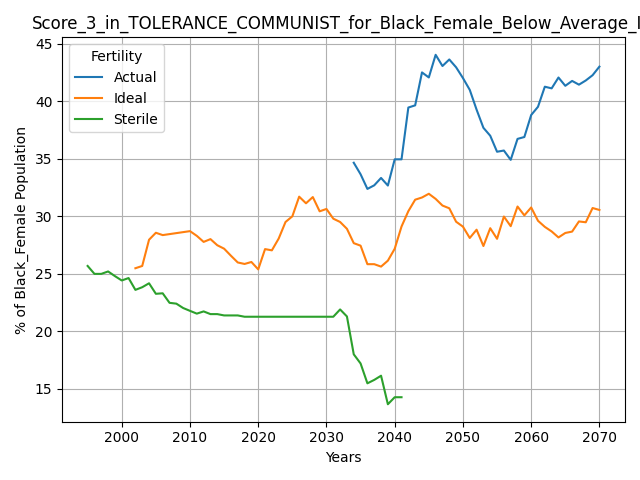 Score_3_in_TOLERANCE_COMMUNIST_for_Black_Female_Below_Average_I
Fertility
Actual
Ideal
Sterile
% of Black_Female Population
45
40
35
30
25
20
15
2000 2010 2020 2030 2040 2050 2060 2070
Years